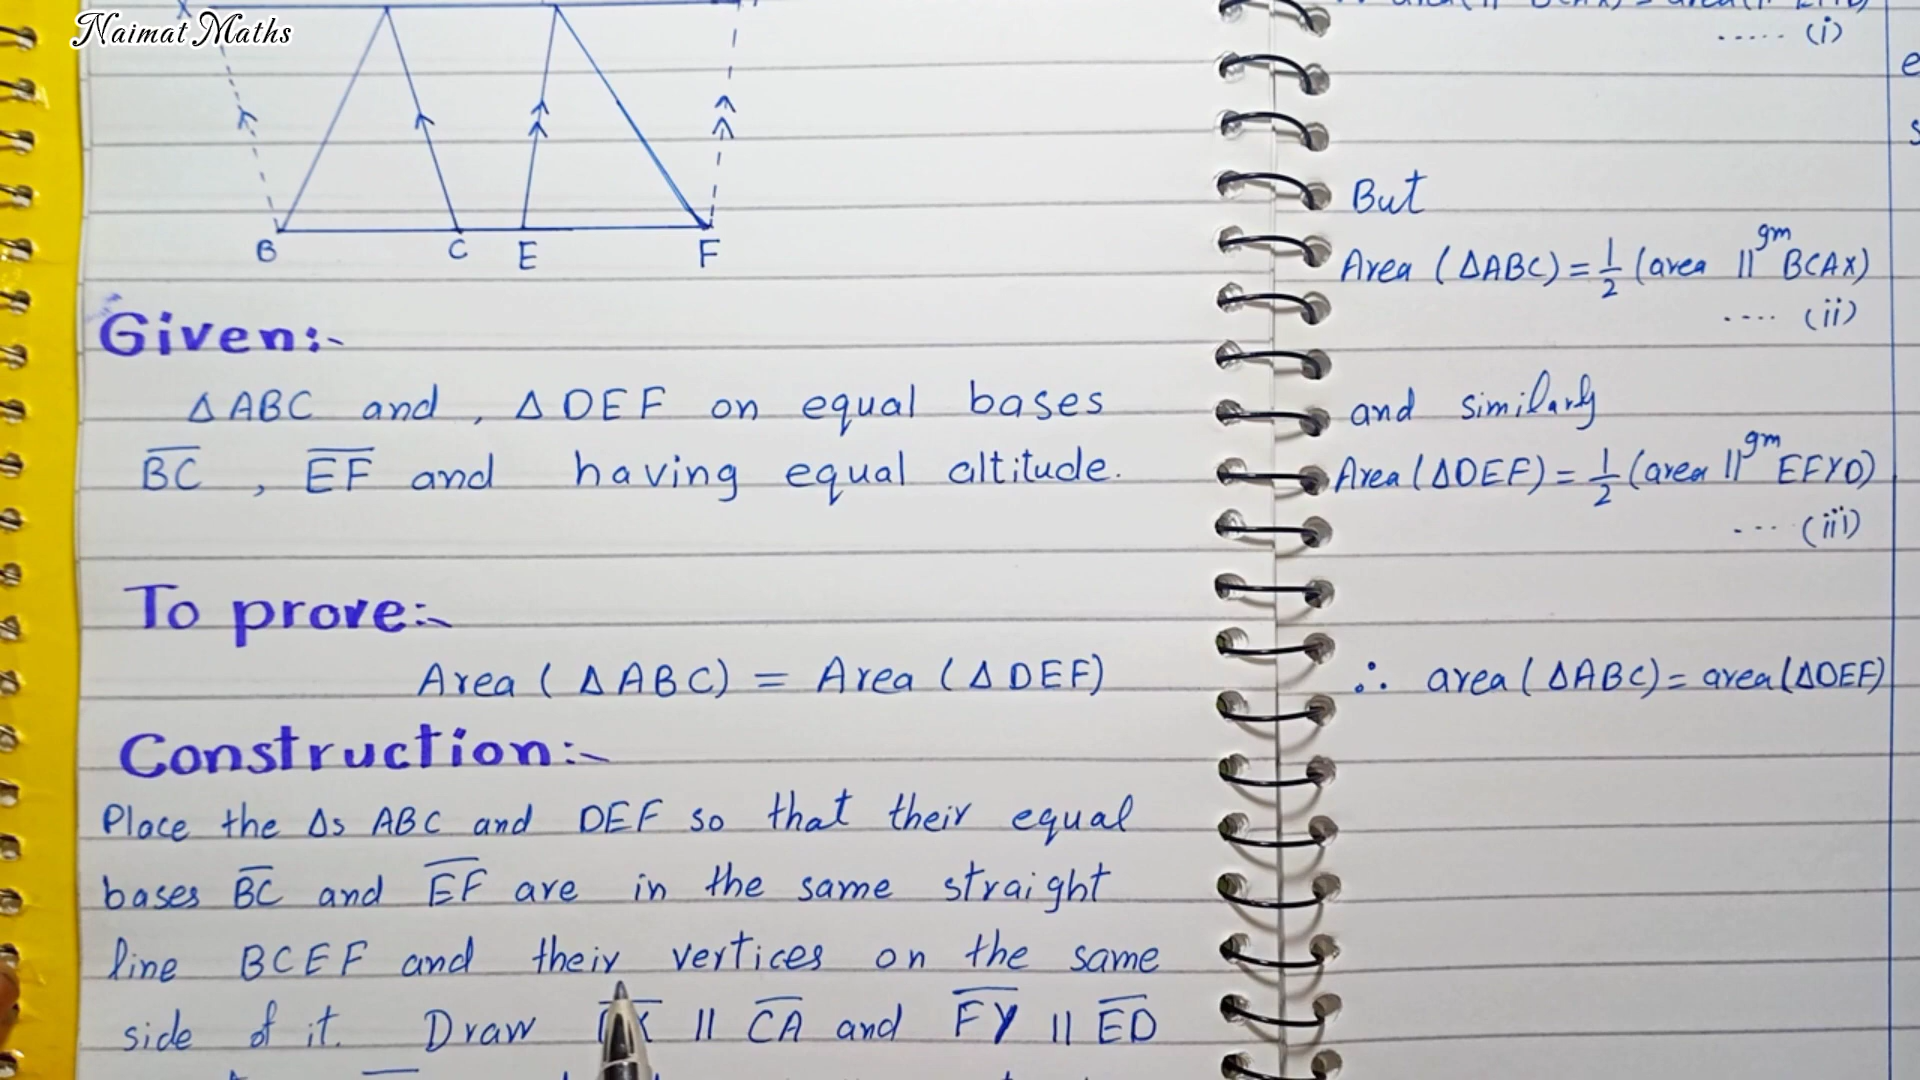 Naimat Maths
B C E F
Given:-
Δ ABC and , Δ DEF on equal bases
BC , EF and having equal altitude.
To prove:-
Area ( Δ ABC) = Area ( Δ DEF)
Construction:-
Place the Δs ABC and DEF so that their equal
bases BC and EF are in the same straight
line BCEF and their vertices on the same
side of it. Draw || CA and FY || ED
..... (i)
But
Area (ΔABC) = 1/2 (area ||gm BCAX)
.... (ii)
and similarly
Area (ΔDEF) = 1/2 (area ||gm EFYD)
... (iii)
∴ area (ΔABC) = area (ΔDEF)